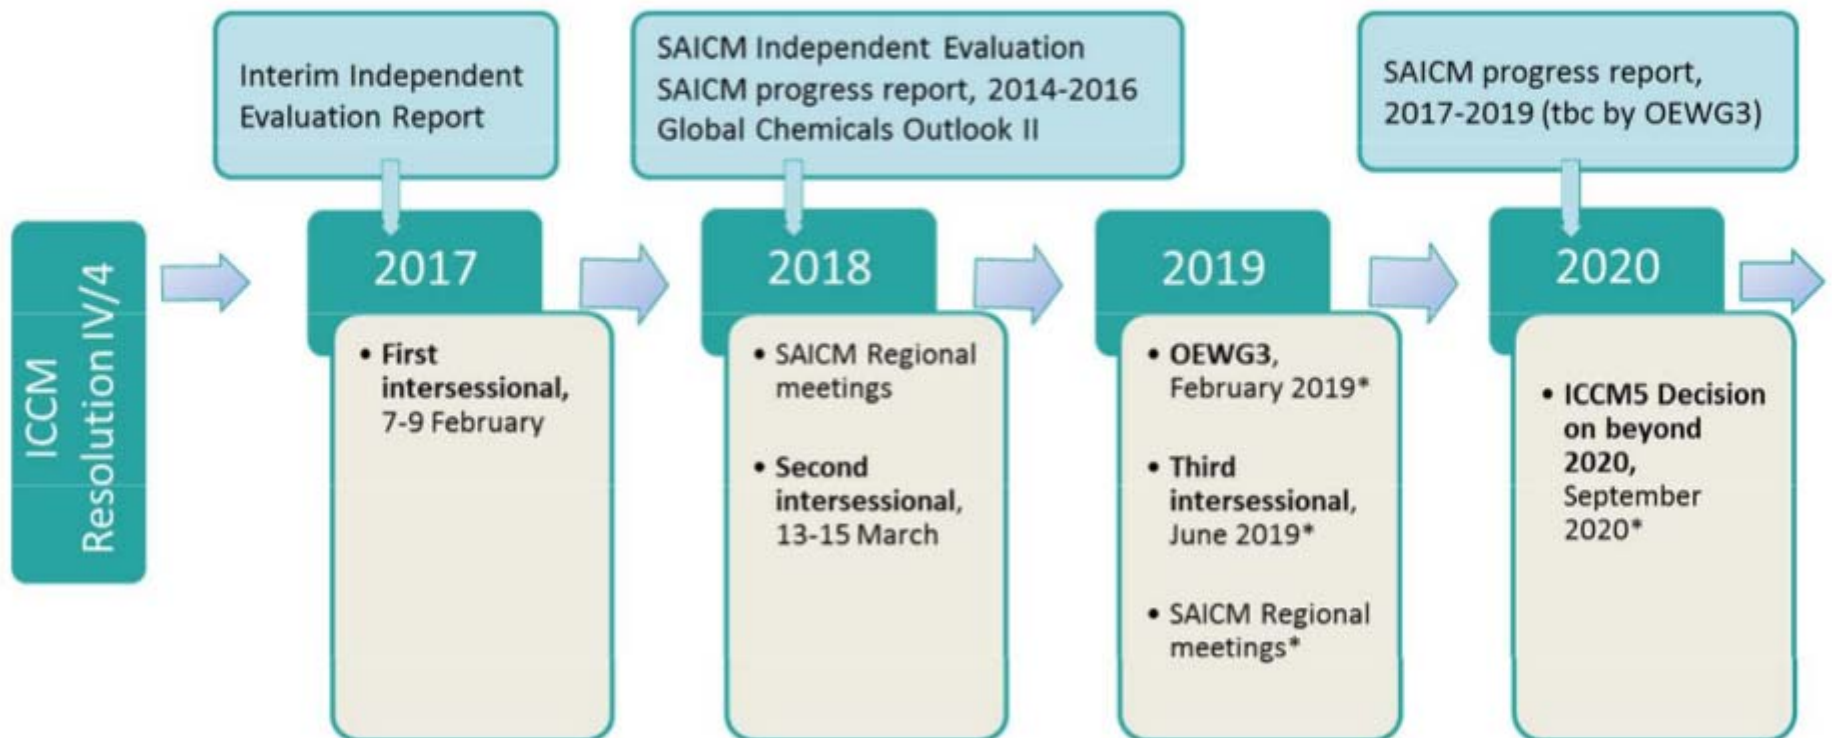 Interim Independent
Evaluation Report
SAICM Independent Evaluation
SAICM progress report, 2014-2016
Global Chemicals Outlook II
SAICM progress report,
2017-2019 (tbc by OEWG3)
ICCM
Resolution IV/4
2017
• First
intersessional,
7-9 February
2018
• SAICM Regional
meetings
• Second
intersessional,
13-15 March
2019
• OEWG3,
February 2019*
• Third
intersessional,
June 2019*
• SAICM Regional
meetings*
2020
• ICCM5 Decision
on beyond
2020,
September
2020*